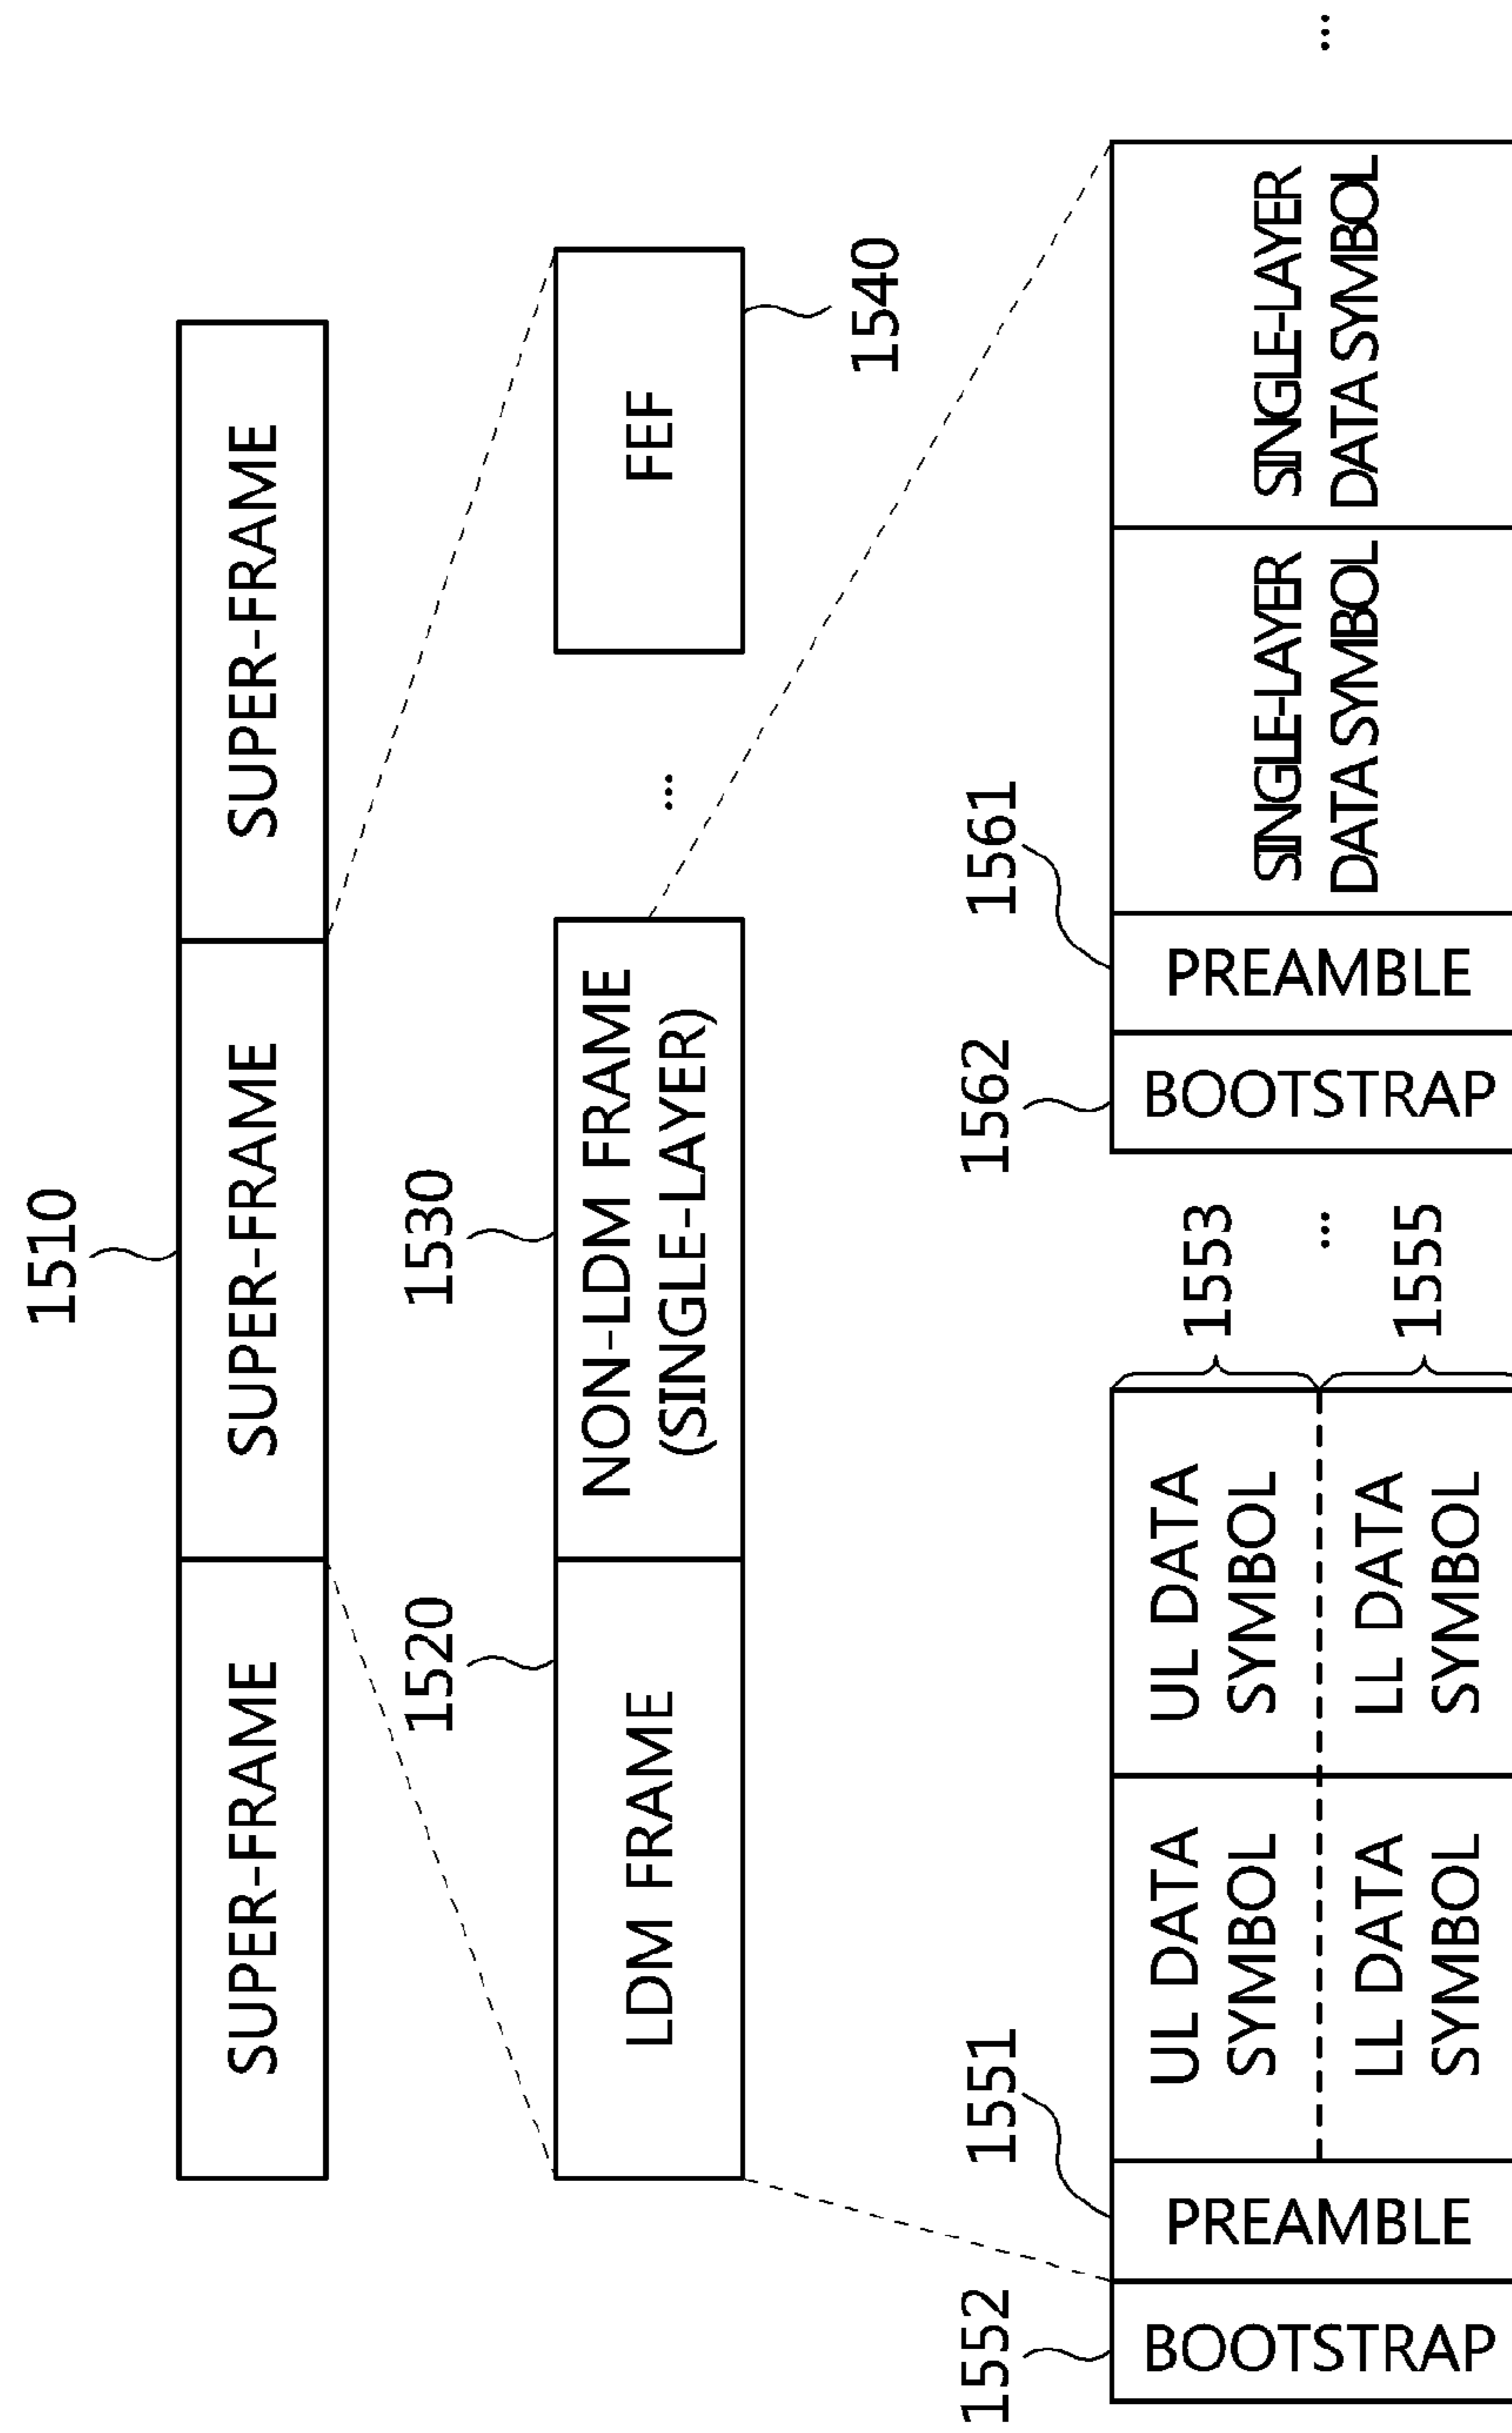 1510
SUPER-FRAME
SUPER-FRAME
SUPER-FRAME
1520
1530
LDM FRAME
NON-LDM FRAME
(SINGLE-LAYER)
...
FEF
1540
1552
1551
1562
1561
BOOTSTRAP
PREAMBLE
UL DATA
SYMBOL
UL DATA
SYMBOL
1553
LL DATA
SYMBOL
LL DATA
SYMBOL
1555
...
BOOTSTRAP
PREAMBLE
SINGLE-LAYER
DATA SYMBOL
SINGLE-LAYER
DATA SYMBOL
...